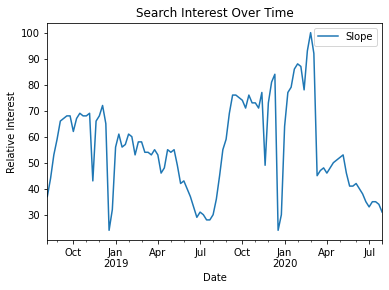 Search Interest Over Time
Slope
Relative Interest
100
90
80
70
60
50
40
30
Oct Jan Apr Jul Oct Jan Apr Jul
2019 2020
Date